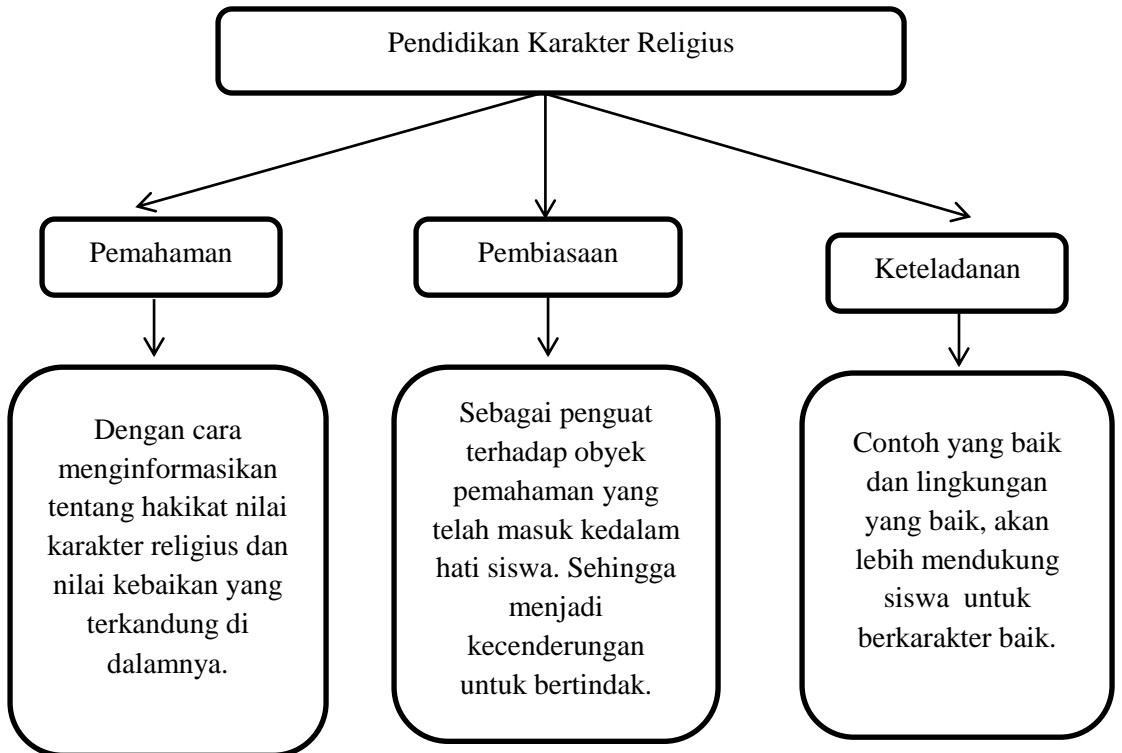 Pendidikan Karakter Religius
Pemahaman
Pembiasaan
Keteladanan
Dengan cara
menginformasikan
tentang hakikat nilai
karakter religius dan
nilai kebaikan yang
terkandung di
dalamnya.
Sebagai penguat
terhadap obyek
pemahaman yang
telah masuk kedalam
hati siswa. Sehingga
menjadi
kecenderungan
untuk bertindak.
Contoh yang baik
dan lingkungan
yang baik, akan
lebih mendukung
siswa untuk
berkarakter baik.